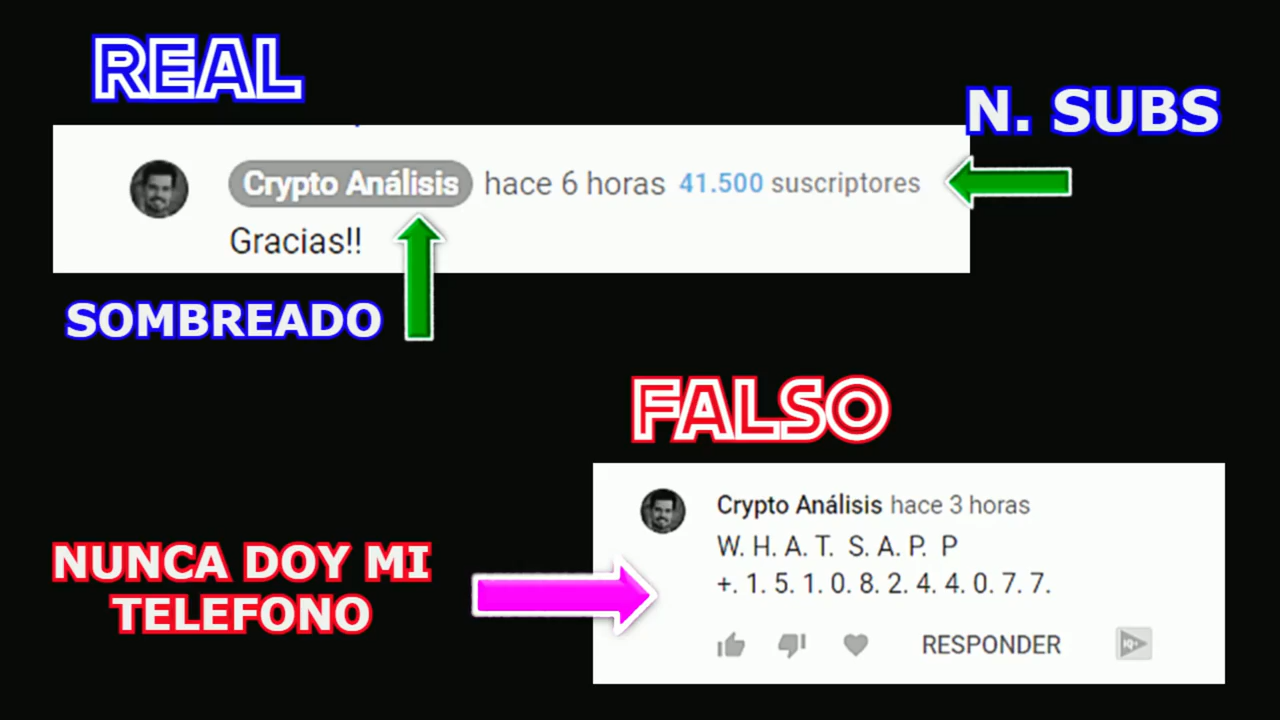 REAL
N. SUBS
Crypto Análisis hace 6 horas 41.500 suscriptores
Gracias!!
SOMBREADO
FALSO
Crypto Análisis hace 3 horas
W. H. A. T. S. A. P. P
+. 1. 5. 1. 0. 8. 2. 4. 4. 0. 7. 7.
NUNCA DOY MI
TELEFONO
RESPONDER